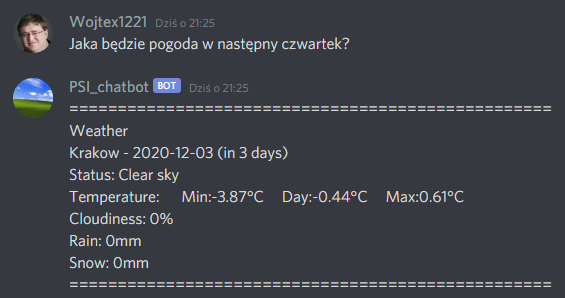 Wojtex1221 Dziś o 21:25
Jaka będzie pogoda w następny czwartek?
PSI_chatbot BOT Dziś o 21:25
==================================================
Weather
Krakow - 2020-12-03 (in 3 days)
Status: Clear sky
Temperature: Min:-3.87°C Day:-0.44°C Max:0.61°C
Cloudiness: 0%
Rain: 0mm
Snow: 0mm
==================================================